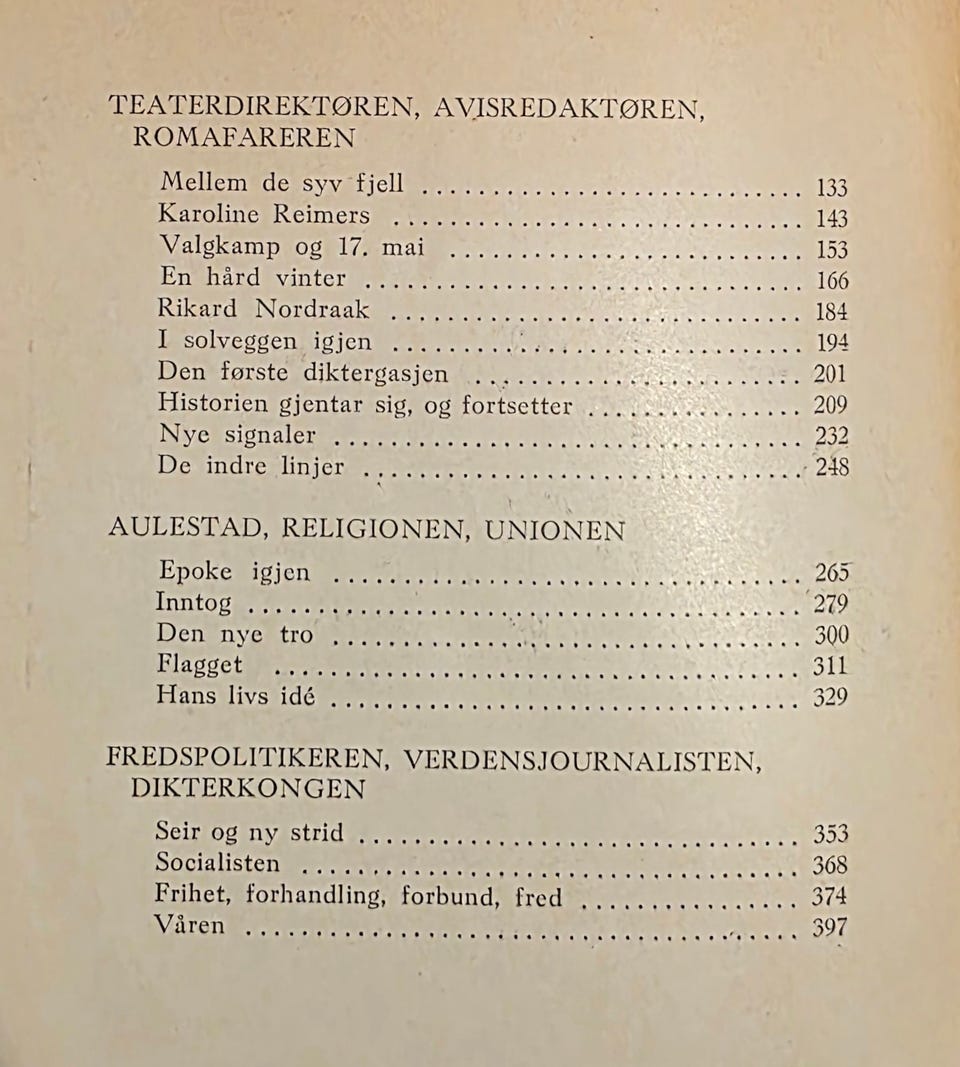 TEATERDIREKTØREN, AVISREDAKTØREN,
ROMAFAREREN
Mellem de syv fjell ........................... 133
Karoline Reimers ............................. 143
Valgkamp og 17. mai ......................... 153
En hård vinter ............................... 166
Rikard Nordraak ............................. 184
I solveggen igjen ............................. 194
Den første diktergasjen ....................... 201
Historien gjentar sig, og fortsetter ............... 209
Nye signaler ................................. 232
De indre linjer ............................... 248
AULESTAD, RELIGIONEN, UNIONEN
Epoke igjen ................................. 265
Inntog ....................................... 279
Den nye tro ................................. 300
Flagget ..................................... 311
Hans livs idé ................................. 329
FREDSPOLITIKEREN, VERDENSJOURNALISTEN,
DIKTERKONGEN
Seir og ny strid ............................... 353
Socialisten ................................... 368
Frihet, forhandling, forbund, fred ................ 374
Våren ....................................... 397